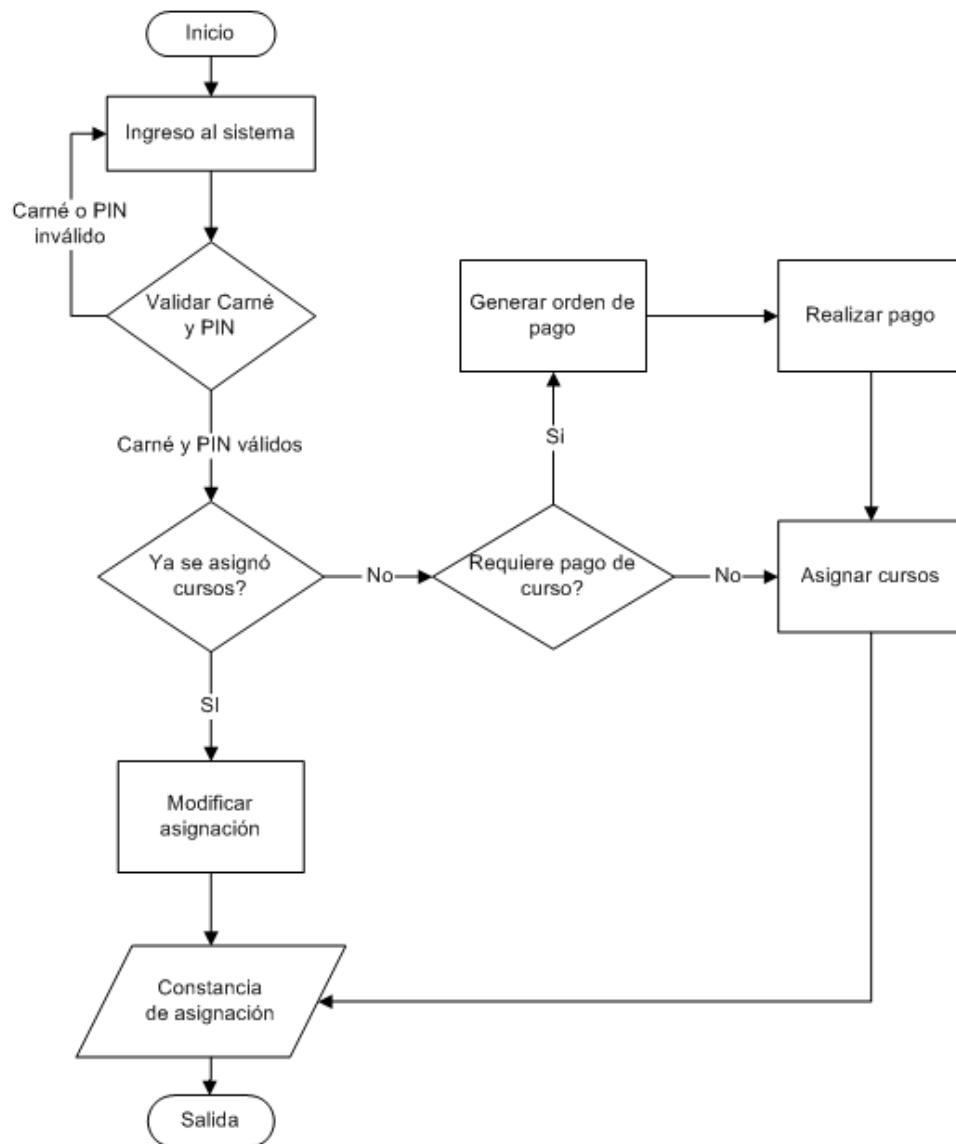 Inicio
Ingreso al sistema
Carné o PIN
inválido
Validar Carné
y PIN
Generar orden de
pago
Realizar pago
Si
Carné y PIN válidos
Ya se asignó
cursos?
No
Requiere pago de
curso?
No
Asignar cursos
SI
Modificar
asignación
Constancia
de asignación
Salida